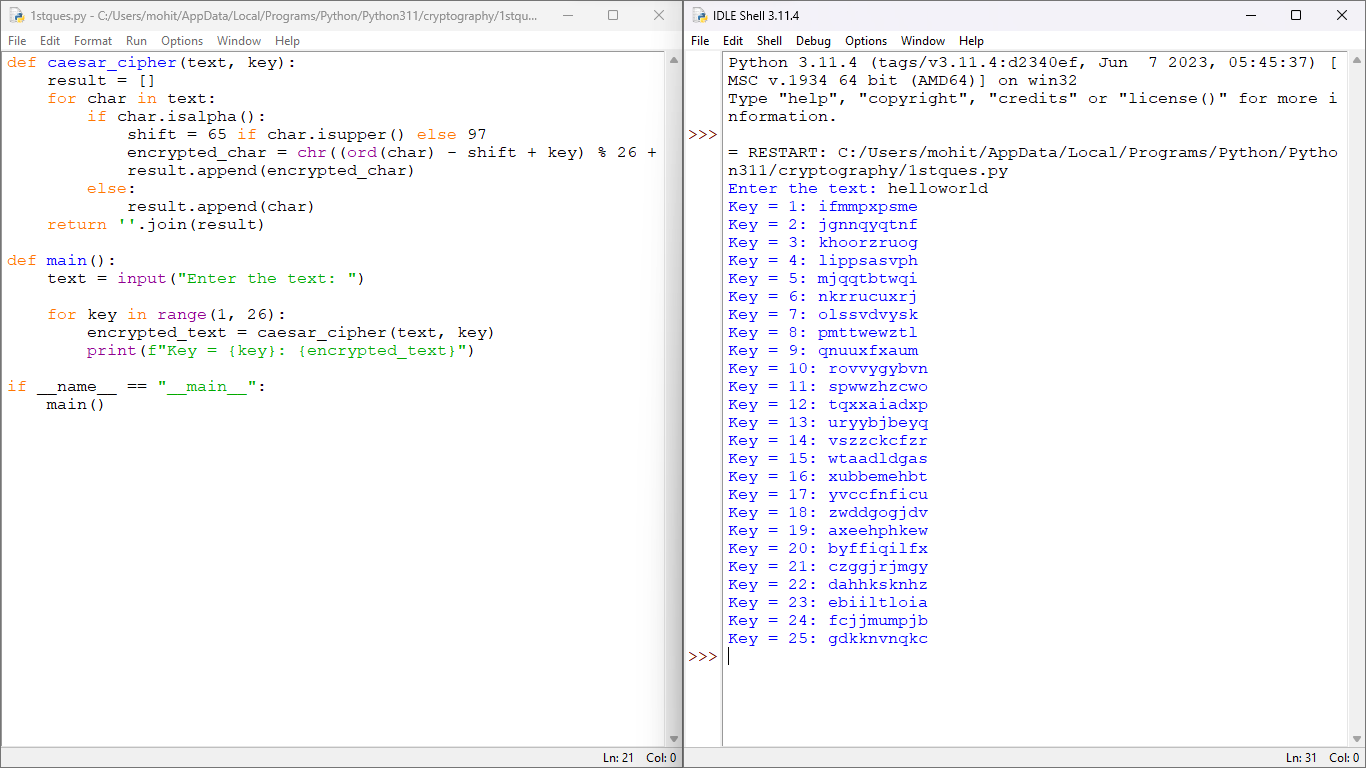 1stques.py - C:/Users/mohit/AppData/Local/Programs/Python/Python311/cryptography/1stqu...
File Edit Format Run Options Window Help
def caesar_cipher(text, key):
    result = []
    for char in text:
        if char.isalpha():
            shift = 65 if char.isupper() else 97
            encrypted_char = chr((ord(char) - shift + key) % 26 +
            result.append(encrypted_char)
        else:
            result.append(char)
    return ''.join(result)
def main():
    text = input("Enter the text: ")
    for key in range(1, 26):
        encrypted_text = caesar_cipher(text, key)
        print(f"Key = {key}: {encrypted_text}")
if __name__ == "__main__":
    main()
Ln: 21 Col: 0
IDLE Shell 3.11.4
File Edit Shell Debug Options Window Help
Python 3.11.4 (tags/v3.11.4:d2340ef, Jun  7 2023, 05:45:37) [
MSC v.1934 64 bit (AMD64)] on win32
Type "help", "copyright", "credits" or "license()" for more i
nformation.
>>>
= RESTART: C:/Users/mohit/AppData/Local/Programs/Python/Pytho
n311/cryptography/1stques.py
Enter the text: helloworld
Key = 1: ifmmpxpsme
Key = 2: jgnnqyqtnf
Key = 3: khoorzruog
Key = 4: lippsasvph
Key = 5: mjqqtbtwqi
Key = 6: nkrrucuxrj
Key = 7: olssvdvysk
Key = 8: pmttwewztl
Key = 9: qnuuxfxaum
Key = 10: rovvygybvn
Key = 11: spwwzhzcwo
Key = 12: tqxxaiadxp
Key = 13: uryybjbeyq
Key = 14: vszzckcfzr
Key = 15: wtaadldgas
Key = 16: xubbemehbt
Key = 17: yvccfnficu
Key = 18: zwddgogjdv
Key = 19: axeehphkew
Key = 20: byffiqilfx
Key = 21: czggjrjmgy
Key = 22: dahhksknhz
Key = 23: ebiiltloia
Key = 24: fcjjmumpjb
Key = 25: gdkknvnqkc
>>>
Ln: 31 Col: 0